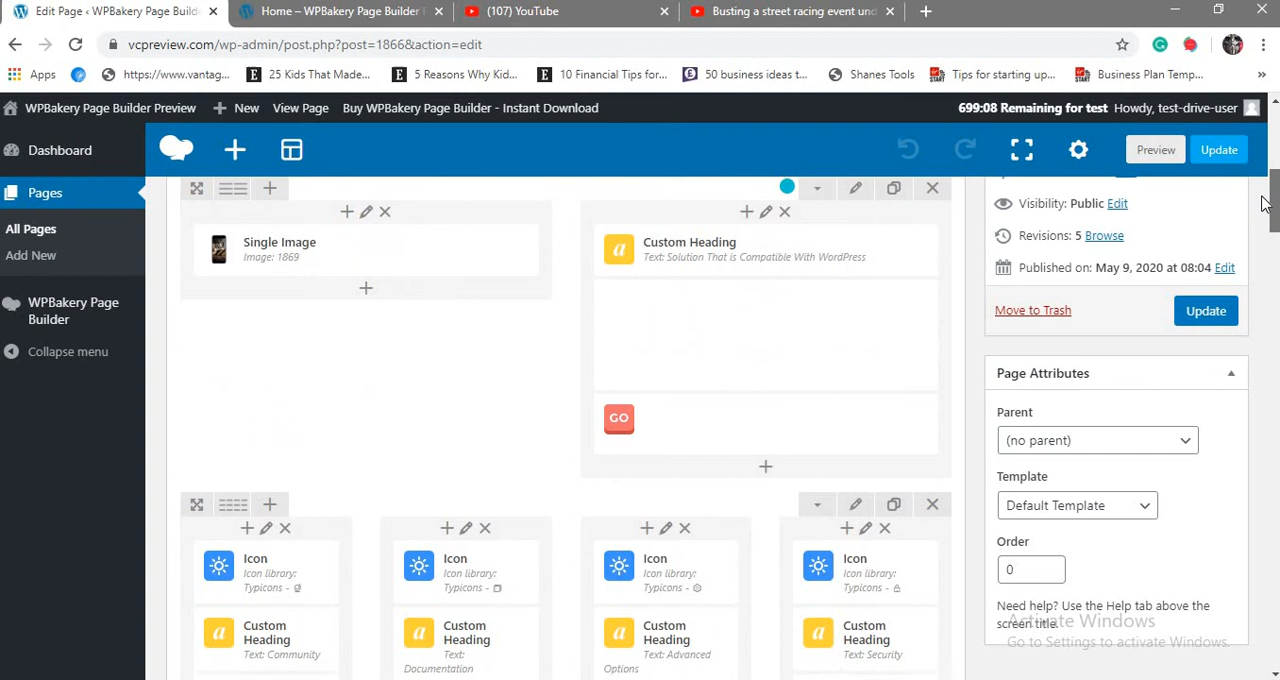 Edit Page < WPBakery Page Build
Home – WPBakery Page Builder
(107) YouTube
Busting a street racing event und
vcpreview.com/wp-admin/post.php?post=1866&action=edit
Apps
https://www.vantag...
25 Kids That Made...
5 Reasons Why Kid...
10 Financial Tips for...
50 business ideas t...
Shanes Tools
Tips for starting up...
Business Plan Temp...
WPBakery Page Builder Preview
New
View Page
Buy WPBakery Page Builder - Instant Download
699:08 Remaining for test
Howdy, test-drive-user
Dashboard
Pages
All Pages
Add New
WPBakery Page
Builder
Collapse menu
Preview
Update
Single Image
Image: 1869
Custom Heading
Text: Solution That is Compatible With WordPress
GO
Icon
Icon library:
Typicons -
Custom
Heading
Text: Community
Icon
Icon library:
Typicons -
Custom
Heading
Text:
Documentation
Icon
Icon library:
Typicons -
Custom
Heading
Text: Advanced
Options
Icon
Icon library:
Typicons -
Custom
Heading
Text: Security
Visibility: Public Edit
Revisions: 5 Browse
Published on: May 9, 2020 at 08:04 Edit
Move to Trash
Update
Page Attributes
Parent
(no parent)
Template
Default Template
Order
0
Need help? Use the Help tab above the
screen title.
Activate Windows
Go to Settings to activate Windows.